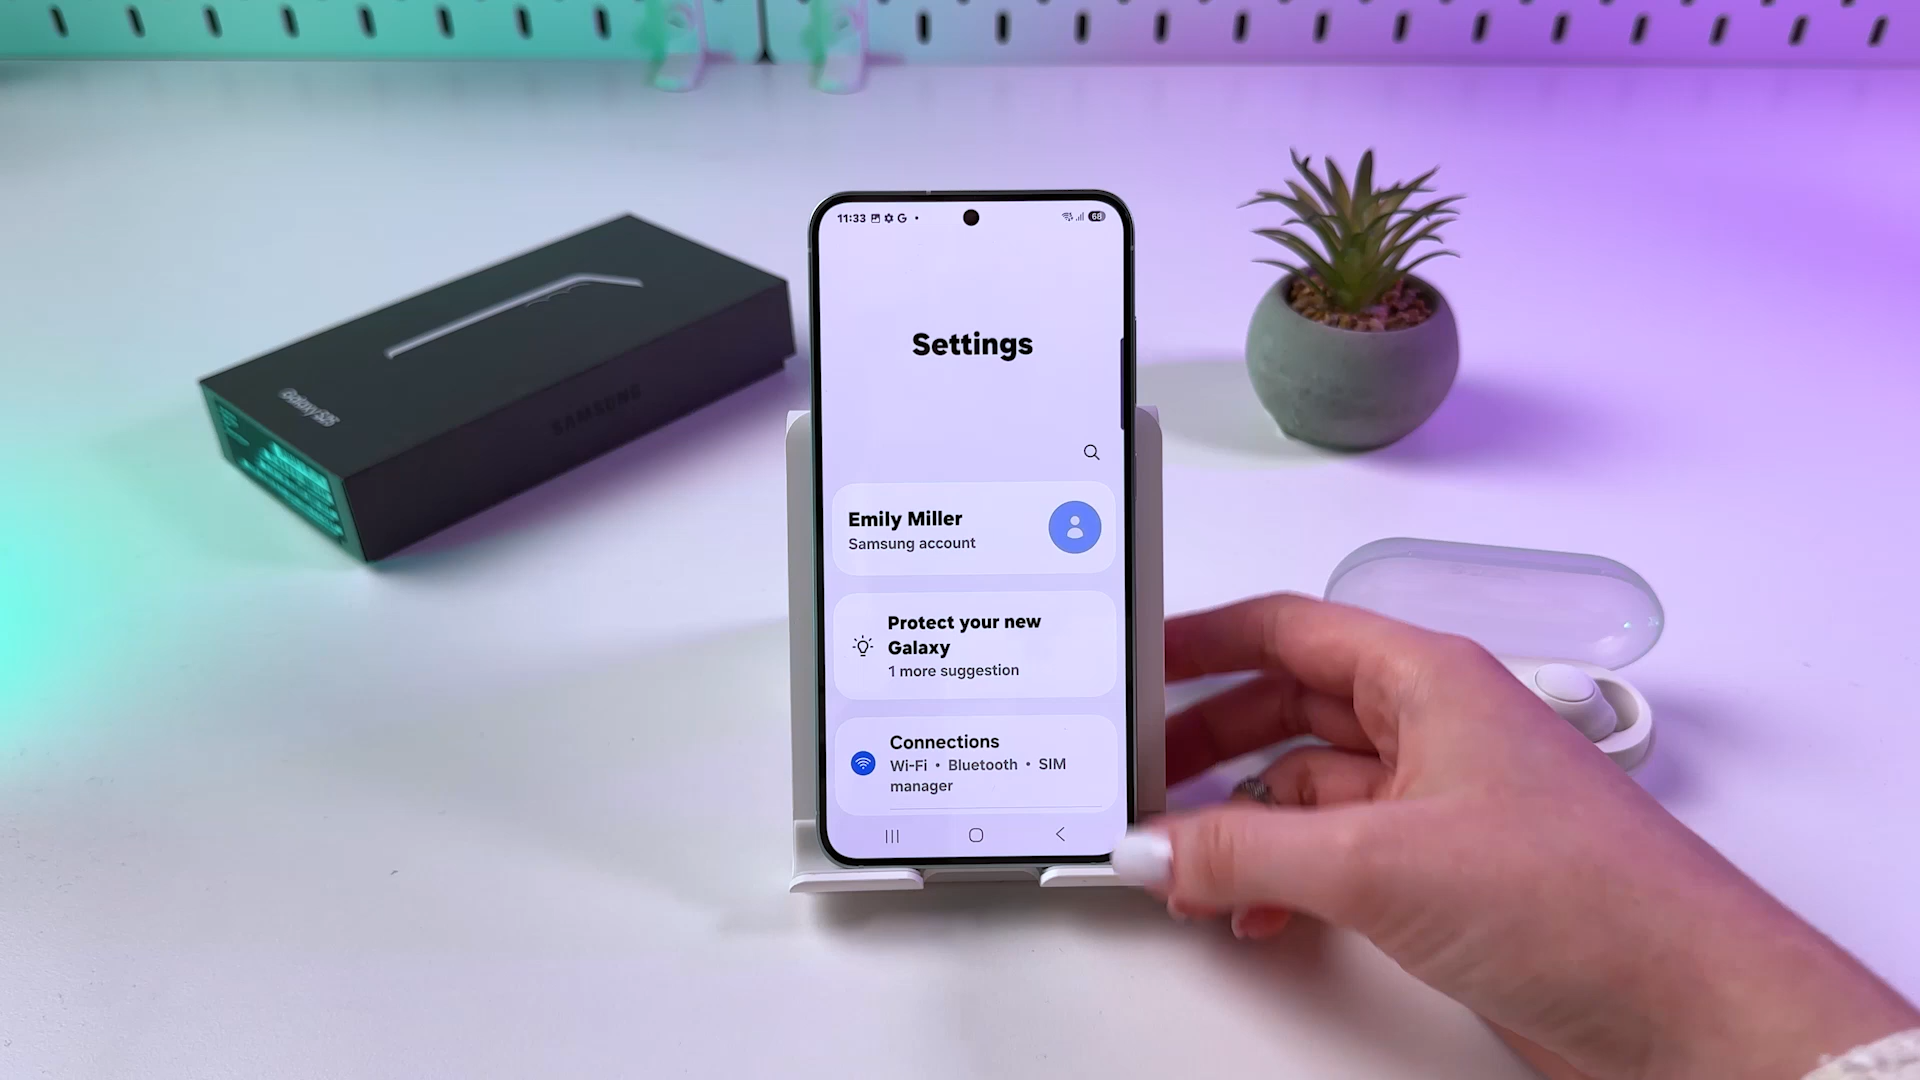 11:33
G
68
Settings
Emily Miller
Samsung account
Protect your new
Galaxy
1 more suggestion
Connections
Wi-Fi • Bluetooth • SIM
manager
Galaxy S25
SAMSUNG